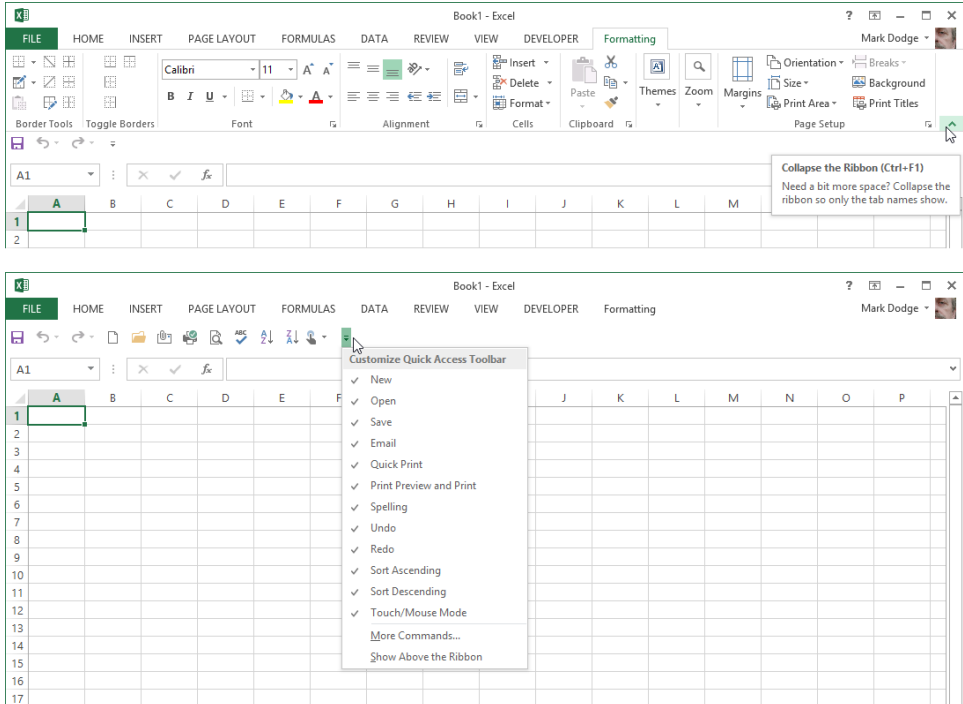 Book1 - Excel
?
FILE HOME INSERT PAGE LAYOUT FORMULAS DATA REVIEW VIEW DEVELOPER Formatting Mark Dodge
Calibri 11 A A Insert Orientation Breaks
Delete Paste Themes Zoom Margins Size Background
B I U A Format Print Area Print Titles
Border Tools Toggle Borders Font Alignment Cells Clipboard Page Setup
Collapse the Ribbon (Ctrl+F1)
Need a bit more space? Collapse the
ribbon so only the tab names show.
A1 fx
A B C D E F G H I J K L M
1
2
Book1 - Excel
?
FILE HOME INSERT PAGE LAYOUT FORMULAS DATA REVIEW VIEW DEVELOPER Formatting Mark Dodge
ABC A Z Z A
A1 fx
Customize Quick Access Toolbar
New
Open
Save
Email
Quick Print
Print Preview and Print
Spelling
Undo
Redo
Sort Ascending
Sort Descending
Touch/Mouse Mode
More Commands...
Show Above the Ribbon
A B C D E F J K L M N O P
1
2
3
4
5
6
7
8
9
10
11
12
13
14
15
16
17